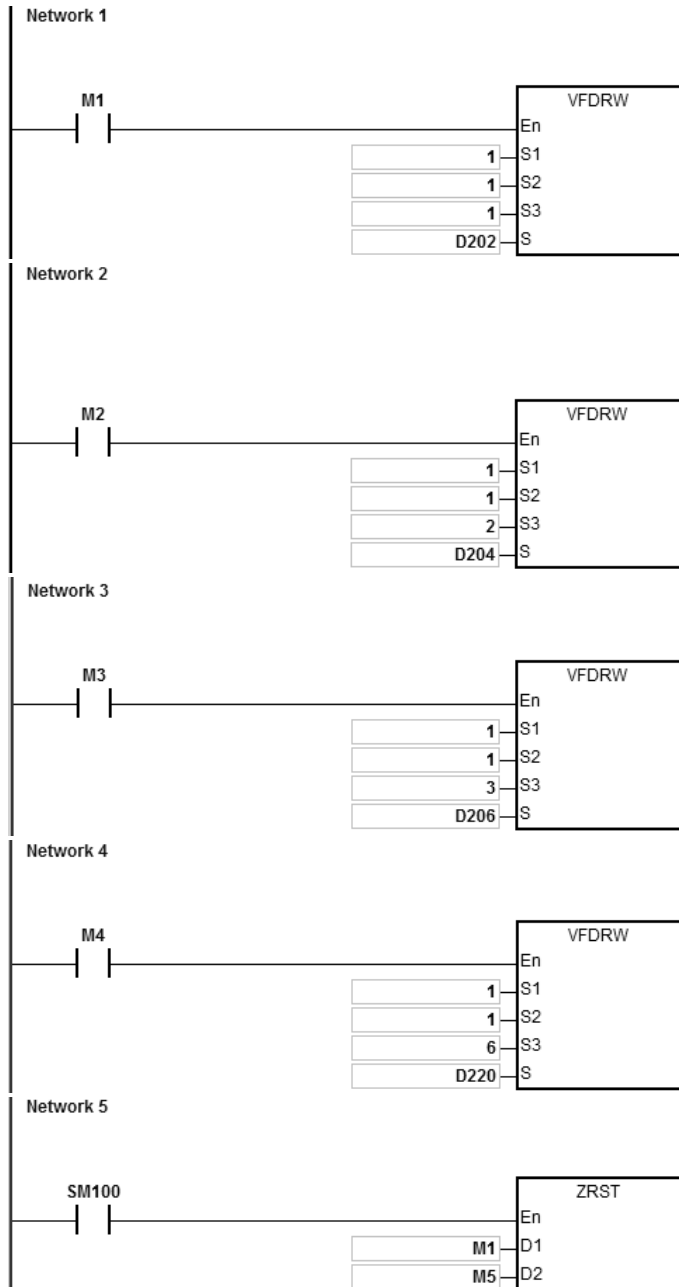 Network 1
M1
VFDRW
En
1 S1
1 S2
1 S3
D202 S
Network 2
M2
VFDRW
En
1 S1
1 S2
2 S3
D204 S
Network 3
M3
VFDRW
En
1 S1
1 S2
3 S3
D206 S
Network 4
M4
VFDRW
En
1 S1
1 S2
6 S3
D220 S
Network 5
SM100
ZRST
En
M1 D1
M5 D2